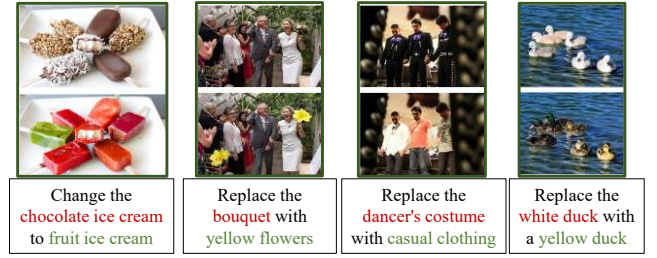 Change the
chocolate ice cream
to fruit ice cream
Replace the
bouquet with
yellow flowers
Replace the
dancer's costume
with casual clothing
Replace the
white duck with
a yellow duck